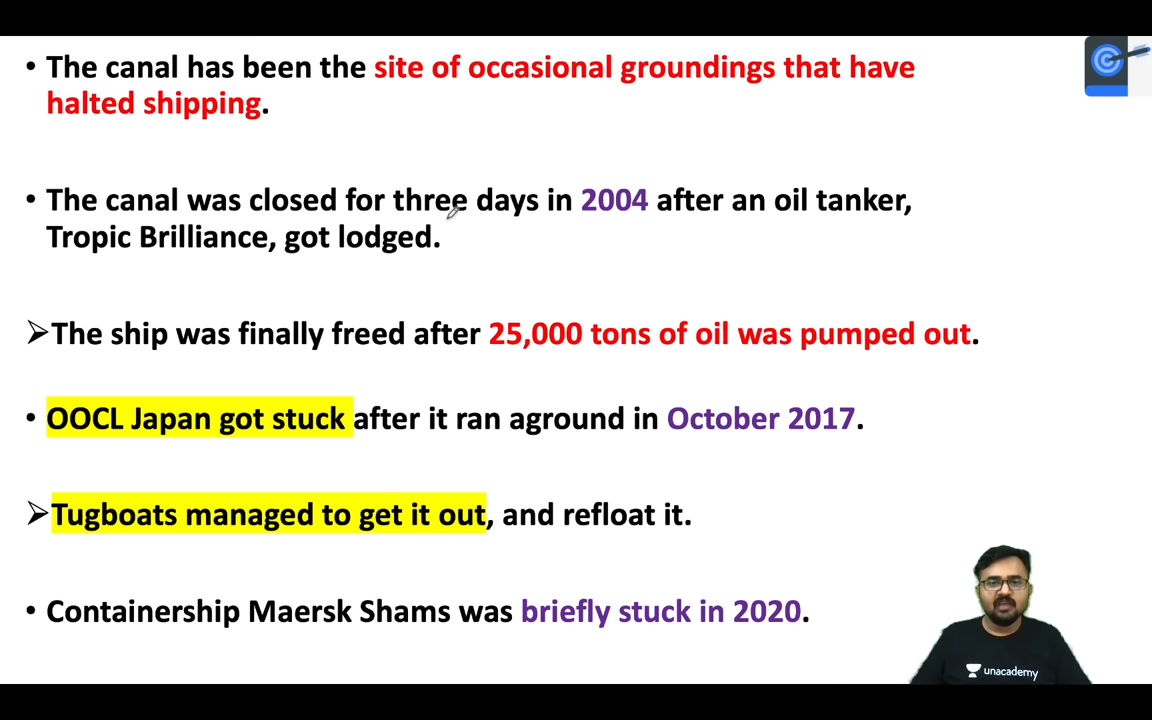 • The canal has been the site of occasional groundings that have
halted shipping.
• The canal was closed for three days in 2004 after an oil tanker,
Tropic Brilliance, got lodged.
➢The ship was finally freed after 25,000 tons of oil was pumped out.
• OOCL Japan got stuck after it ran aground in October 2017.
➢Tugboats managed to get it out, and refloat it.
• Containership Maersk Shams was briefly stuck in 2020.
unacademy